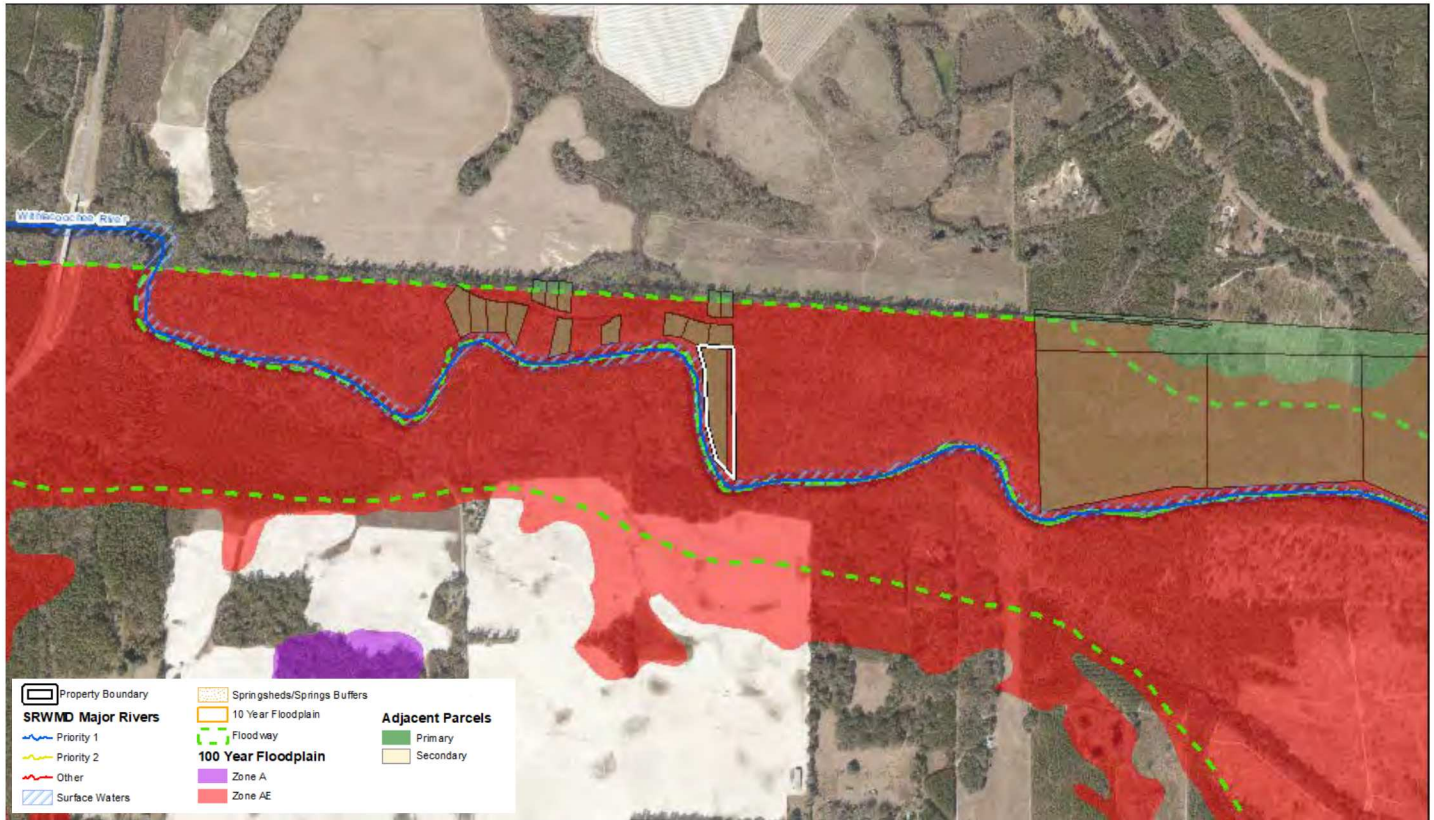 Withlacoochee River
Property Boundary
SRWMD Major Rivers
Priority 1
Priority 2
Other
Surface Waters
Springsheds/Springs Buffers
10 Year Floodplain
Floodway
100 Year Floodplain
Zone A
Zone AE
Adjacent Parcels
Primary
Secondary